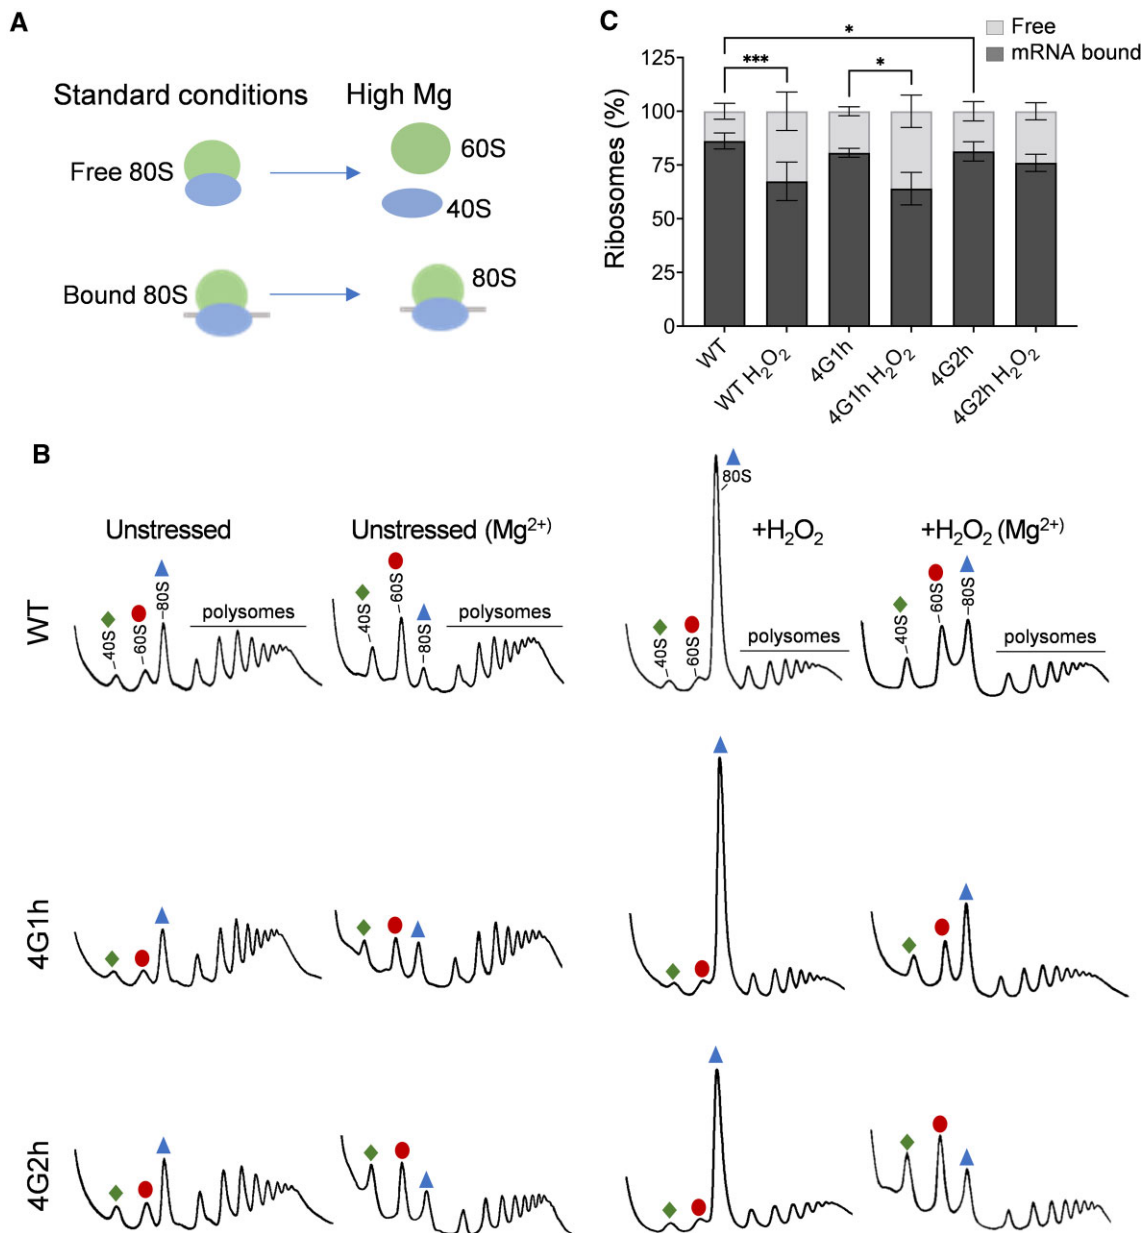 A
Standard conditions
High Mg
Free 80S
60S
40S
Bound 80S
80S
C
Free
mRNA bound
*
***
*
Ribosomes (%)
125
100
75
50
25
0
WT
WT H₂O₂
4G1h
4G1h H₂O₂
4G2h
4G2h H₂O₂
B
Unstressed
Unstressed (Mg²⁺)
+H₂O₂
+H₂O₂ (Mg²⁺)
WT
40S
60S
80S
polysomes
40S
60S
80S
polysomes
40S
60S
80S
polysomes
40S
60S
80S
polysomes
4G1h
4G2h